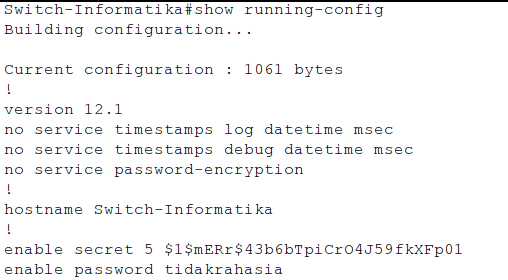 Switch-Informatika#show running-config
Building configuration...
Current configuration : 1061 bytes
!
version 12.1
no service timestamps log datetime msec
no service timestamps debug datetime msec
no service password-encryption
!
hostname Switch-Informatika
!
enable secret 5 $1$mERr$43b6bTpiCrO4J59fkXFp01
enable password tidakrahasia